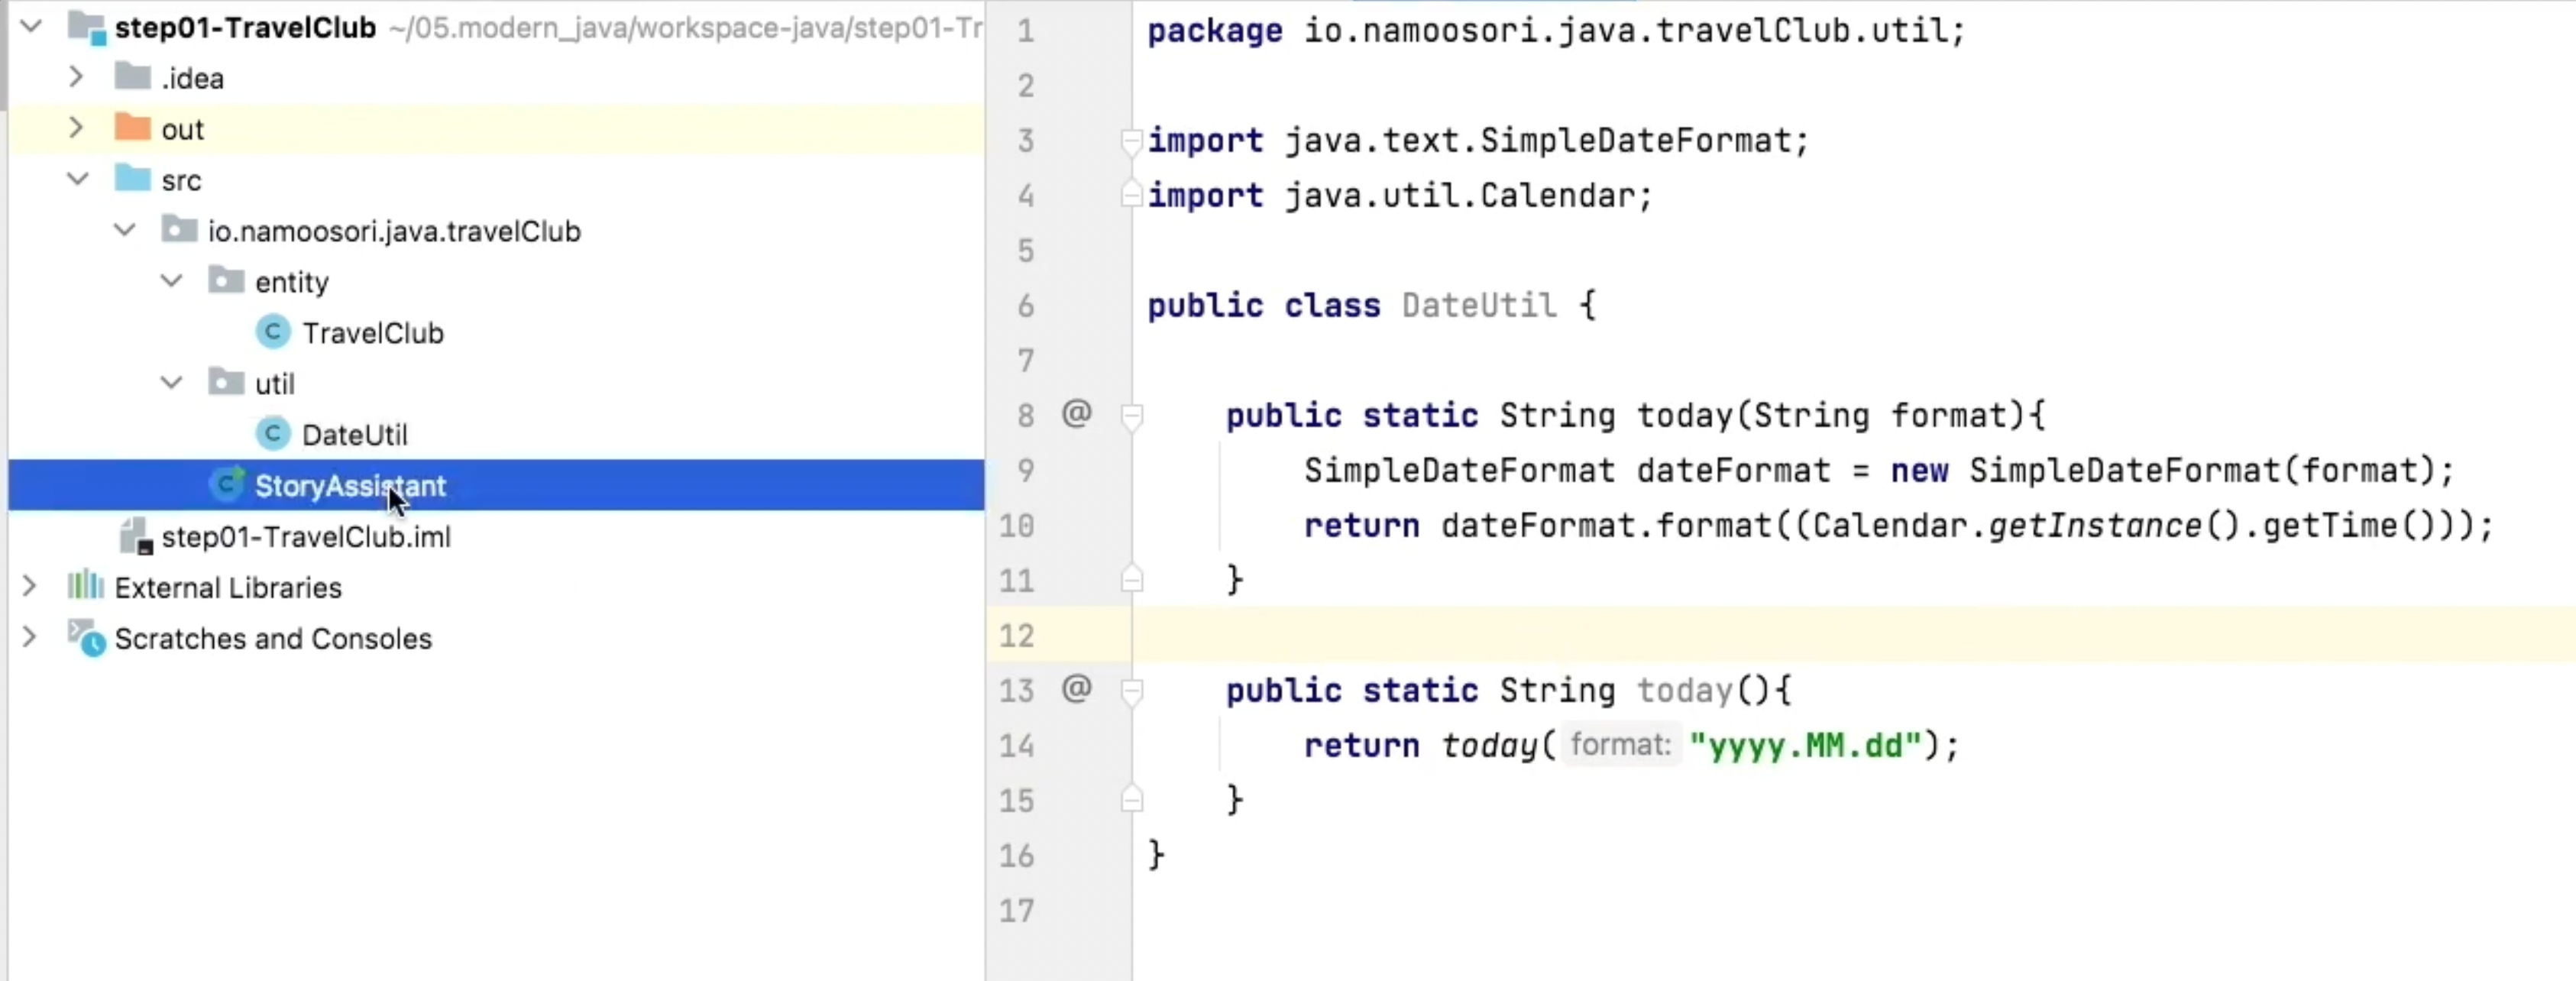 step01-TravelClub ~/05.modern_java/workspace-java/step01-Tr
.idea
out
src
io.namoosori.java.travelClub
entity
C TravelClub
util
C DateUtil
C StoryAssistant
step01-TravelClub.iml
External Libraries
Scratches and Consoles
1 package io.namoosori.java.travelClub.util;
2
3 import java.text.SimpleDateFormat;
4 import java.util.Calendar;
5
6 public class DateUtil {
7
8 @ public static String today(String format){
9 SimpleDateFormat dateFormat = new SimpleDateFormat(format);
10 return dateFormat.format((Calendar.getInstance().getTime()));
11 }
12
13 @ public static String today(){
14 return today( format: "yyyy.MM.dd");
15 }
16 }
17